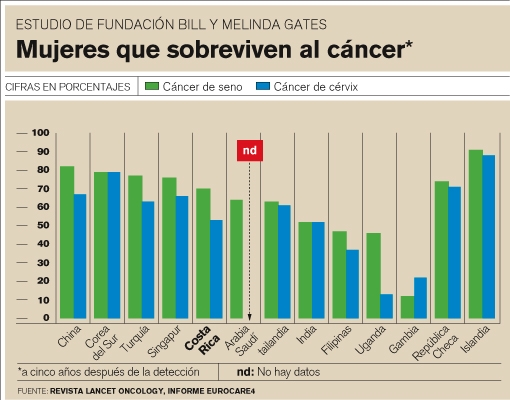 ESTUDIO DE FUNDACIÓN BILL Y MELINDA GATES
Mujeres que sobreviven al cáncer*
CIFRAS EN PORCENTAJES
Cáncer de seno
Cáncer de cérvix
100
90
80
70
60
50
40
30
20
10
0
nd
China
Corea
del Sur
Turquía
Singapur
Costa
Rica
Arabia
Saudí
tailandia
India
Filipinas
Uganda
Gambia
República
Checa
Islandia
*a cinco años después de la detección
nd: No hay datos
FUENTE: REVISTA LANCET ONCOLOGY, INFORME EUROCARE4